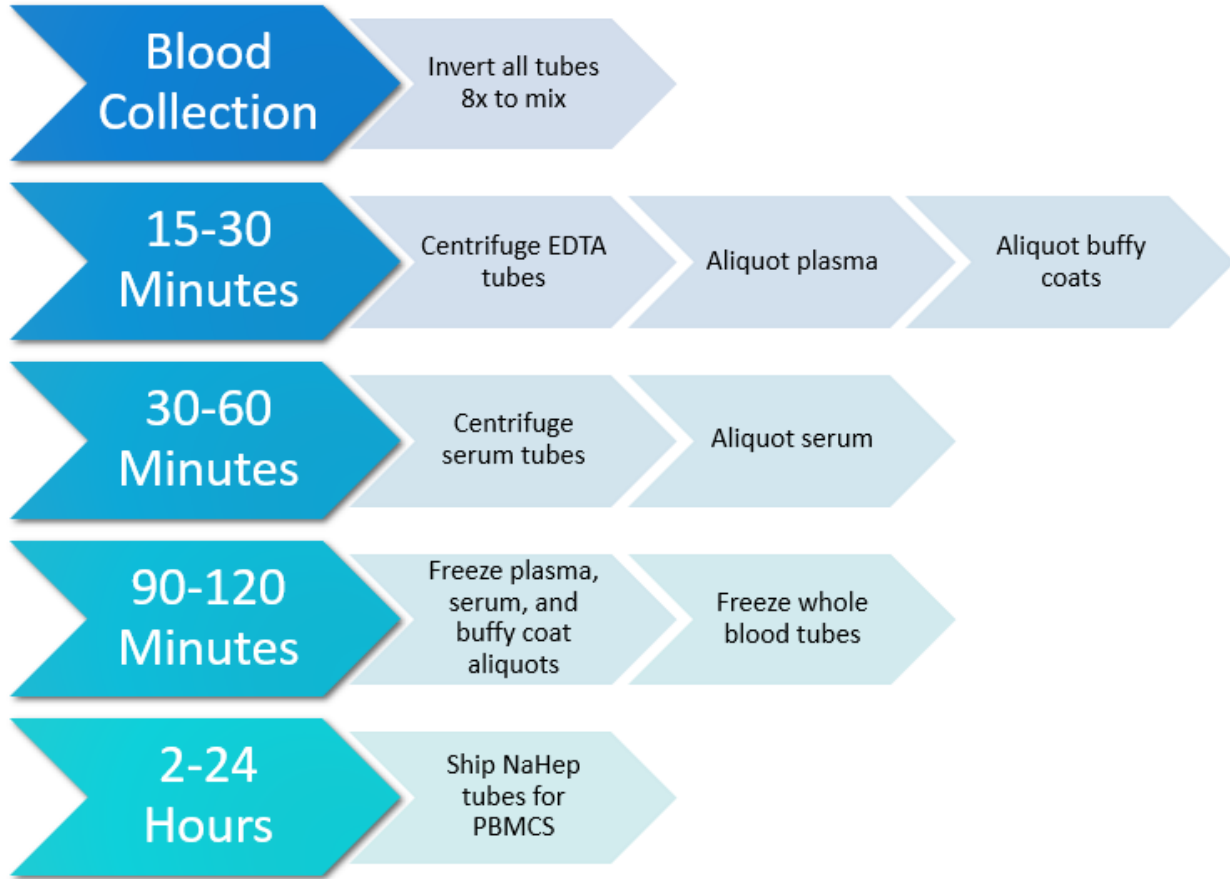 Blood
Collection
Invert all tubes
8x to mix
15-30
Minutes
Centrifuge EDTA
tubes
Aliquot plasma
Aliquot buffy
coats
30-60
Minutes
Centrifuge
serum tubes
Aliquot serum
90-120
Minutes
Freeze plasma,
serum, and
buffy coat
aliquots
Freeze whole
blood tubes
2-24
Hours
Ship NaHep
tubes for
PBMCS